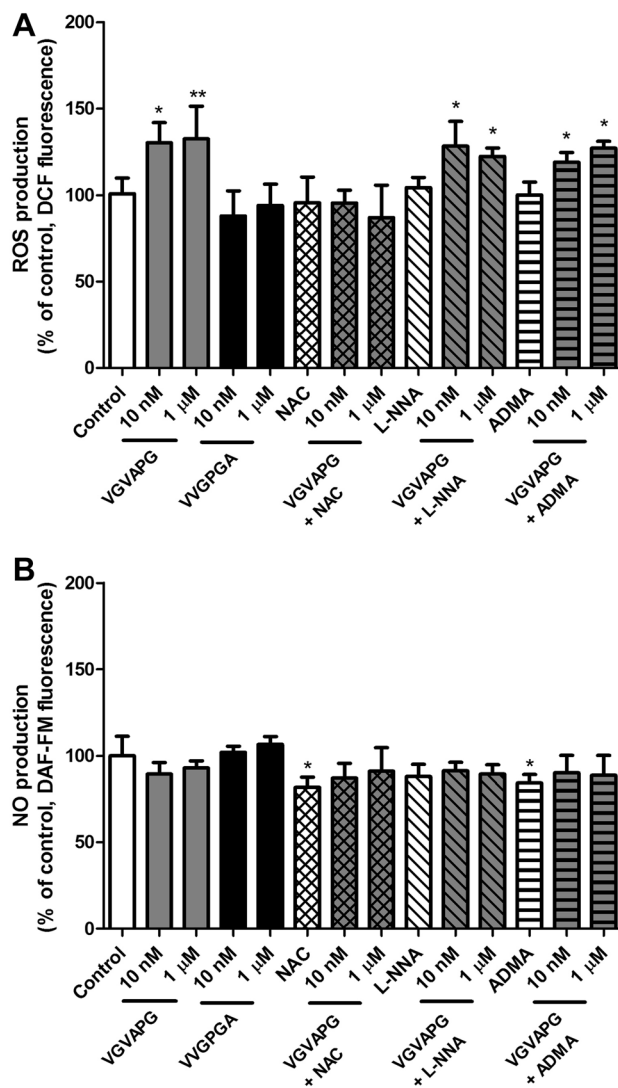 A
ROS production
(% of control, DCF fluorescence)
200
150
100
50
0
* ** * * * *
Control 10 nM 1 μM 10 nM 1 μM NAC 10 nM 1 μM L-NNA 10 nM 1 μM ADMA 10 nM 1 μM
VGVAPG VVGPGA VGVAPG + NAC VGVAPG + L-NNA VGVAPG + ADMA
B
NO production
(% of control, DAF-FM fluorescence)
200
150
100
50
0
* *
Control 10 nM 1 μM 10 nM 1 μM NAC 10 nM 1 μM L-NNA 10 nM 1 μM ADMA 10 nM 1 μM
VGVAPG VVGPGA VGVAPG + NAC VGVAPG + L-NNA VGVAPG + ADMA